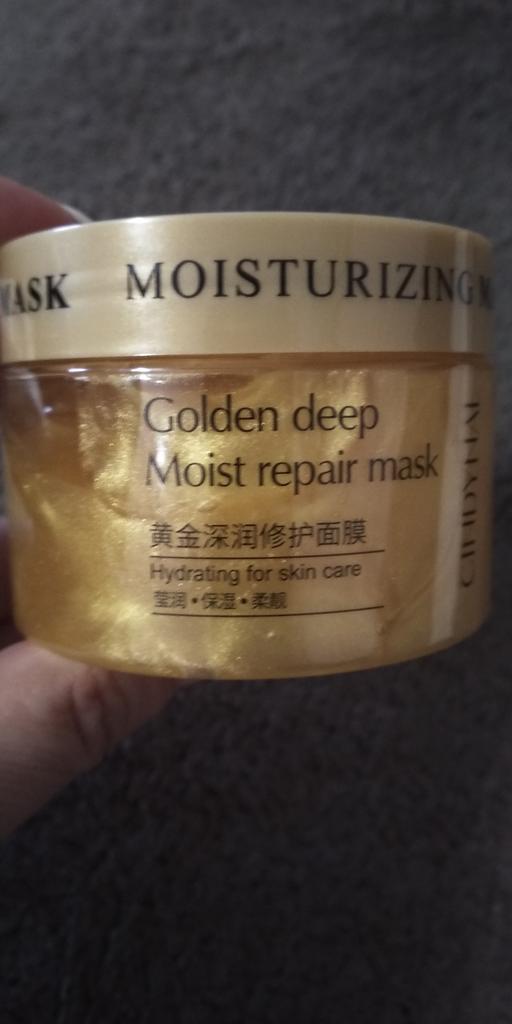 MASK MOISTURIZING
Golden deep
Moist repair mask
黄金深润修护面膜
Hydrating for skin care
莹润·保湿·柔靓